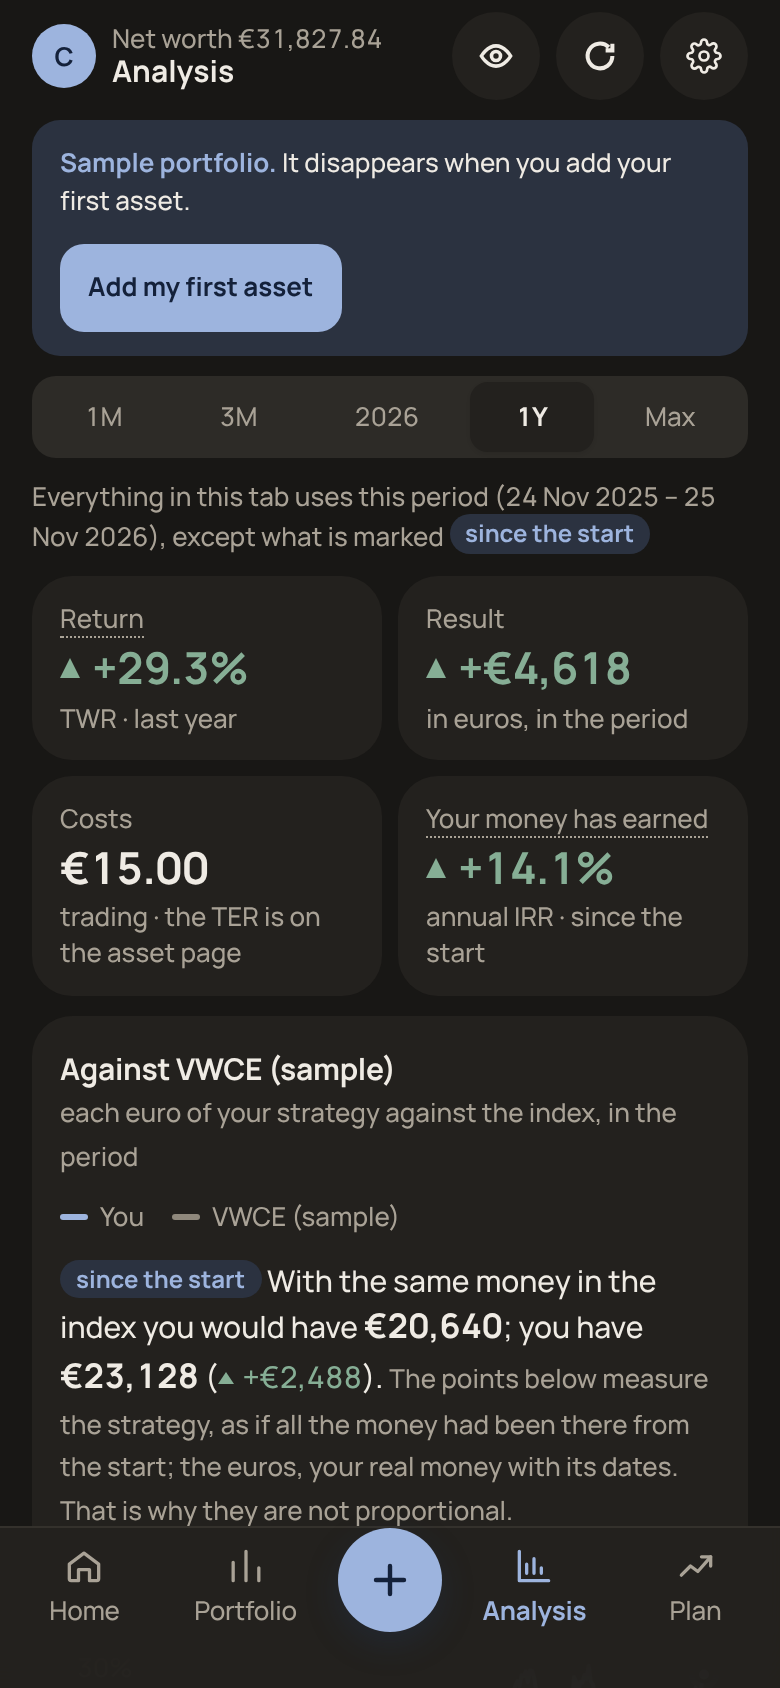 C
Net worth €31,827.84
Analysis
Sample portfolio. It disappears when you add your
first asset.
Add my first asset
1M 3M 2026 1Y Max
Everything in this tab uses this period (24 Nov 2025 – 25
Nov 2026), except what is marked since the start
Return
▲ +29.3%
TWR · last year
Result
▲ +€4,618
in euros, in the period
Costs
€15.00
trading · the TER is on
the asset page
Your money has earned
▲ +14.1%
annual IRR · since the
start
Against VWCE (sample)
each euro of your strategy against the index, in the
period
You VWCE (sample)
since the start With the same money in the
index you would have €20,640; you have
€23,128 (▲ +€2,488). The points below measure
the strategy, as if all the money had been there from
the start; the euros, your real money with its dates.
That is why they are not proportional.
Home Portfolio + Analysis Plan